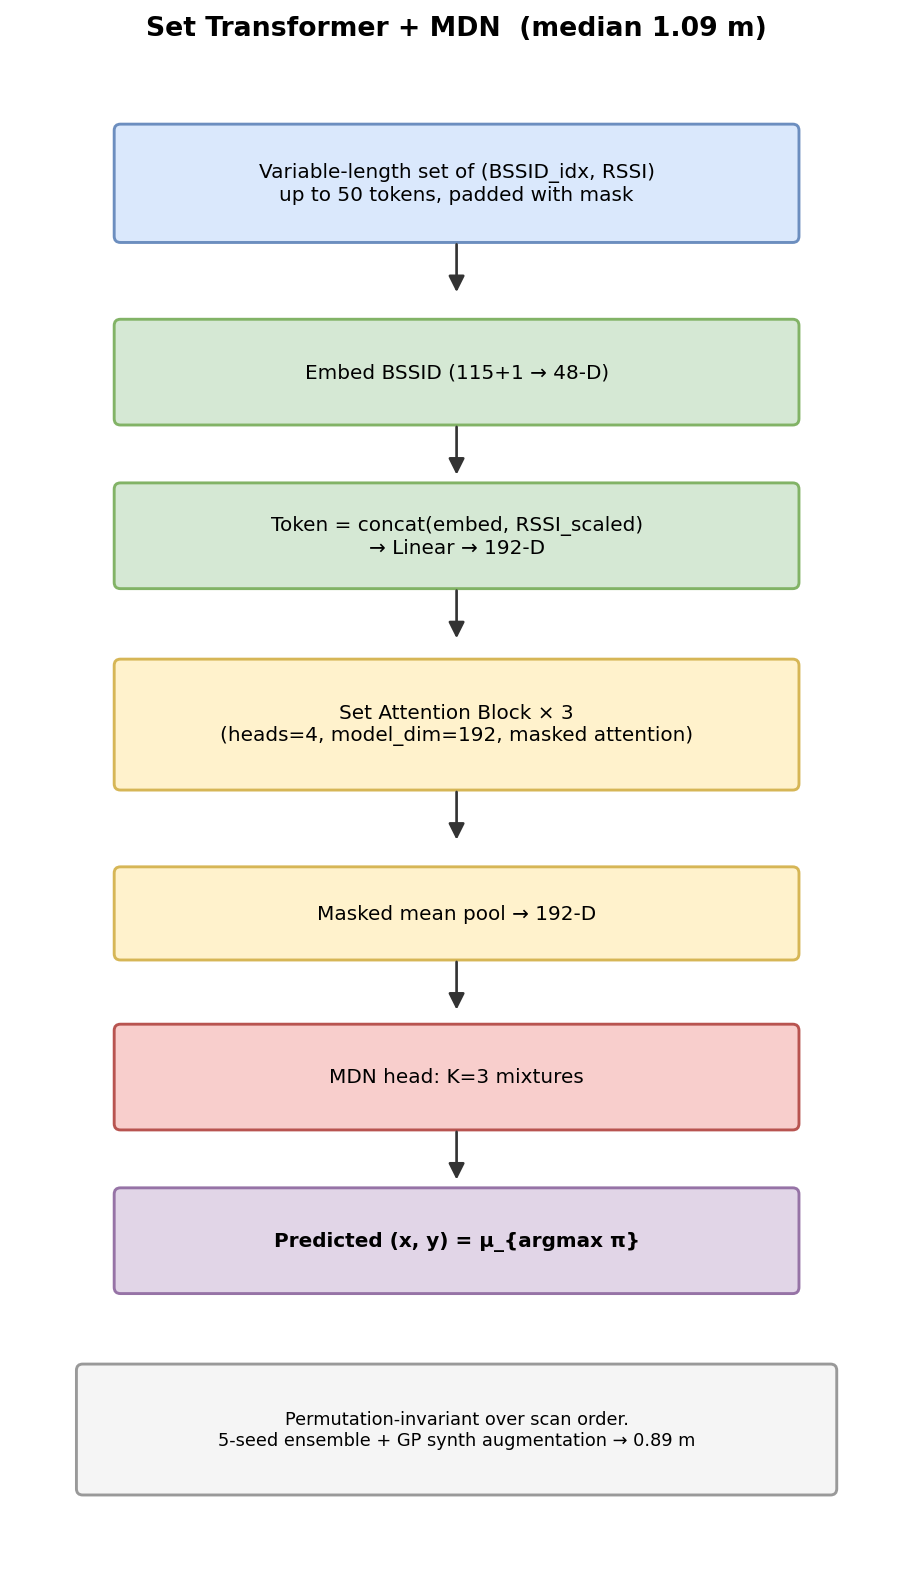 Set Transformer + MDN  (median 1.09 m)
Variable-length set of (BSSID_idx, RSSI)
up to 50 tokens, padded with mask
Embed BSSID (115+1 → 48-D)
Token = concat(embed, RSSI_scaled)
→ Linear → 192-D
Set Attention Block × 3
(heads=4, model_dim=192, masked attention)
Masked mean pool → 192-D
MDN head: K=3 mixtures
Predicted (x, y) = μ_{argmax π}
Permutation-invariant over scan order.
5-seed ensemble + GP synth augmentation → 0.89 m